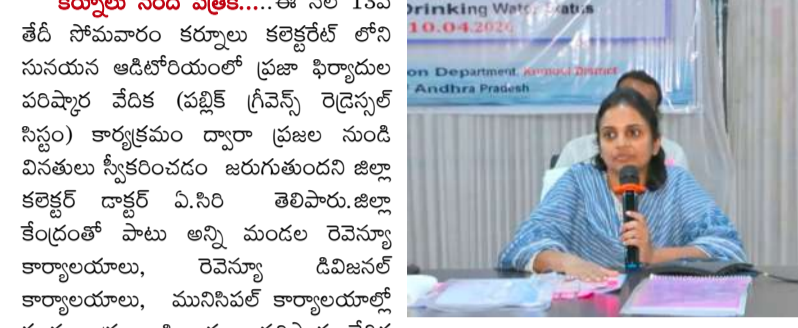 కర్నూలు నంది పత్రిక.....ఈ నెల 13వ
తేదీ సోమవారం కర్నూలు కలెక్టరేట్ లోని
సునయన ఆడిటోరియంలో ప్రజా ఫిర్యాదుల
పరిష్కార వేదిక (పబ్లిక్ గ్రీవెన్స్ రెడ్రెస్సల్
సిస్టం) కార్యక్రమం ద్వారా ప్రజల నుండి
వినతులు స్వీకరించడం జరుగుతుందని జిల్లా
కలెక్టర్ డాక్టర్ ఏ.సిరి తెలిపారు.జిల్లా
కేంద్రంతో పాటు అన్ని మండల రెవెన్యూ
కార్యాలయాలు, రెవెన్యూ డివిజనల్
కార్యాలయాలు, మునిసిపల్ కార్యాలయాల్లో
Drinking Water Status
10.04.2026
on Department, Kurnool District
Andhra Pradesh